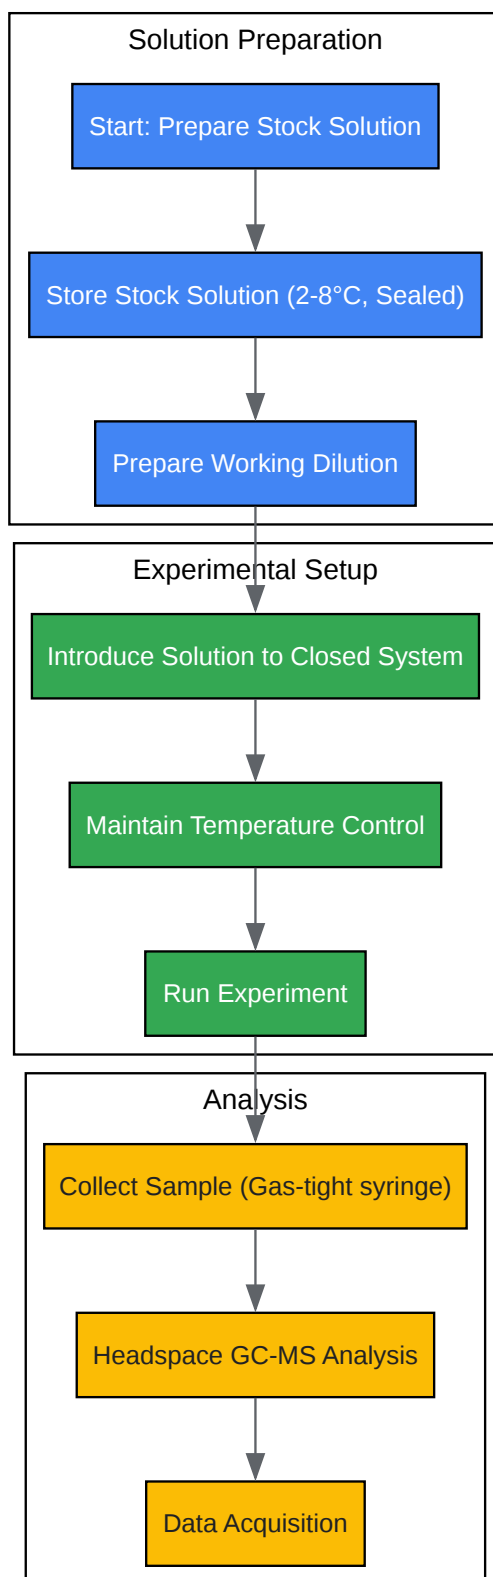 Solution Preparation
Start: Prepare Stock Solution
Store Stock Solution (2-8°C, Sealed)
Prepare Working Dilution
Experimental Setup
Introduce Solution to Closed System
Maintain Temperature Control
Run Experiment
Analysis
Collect Sample (Gas-tight syringe)
Headspace GC-MS Analysis
Data Acquisition